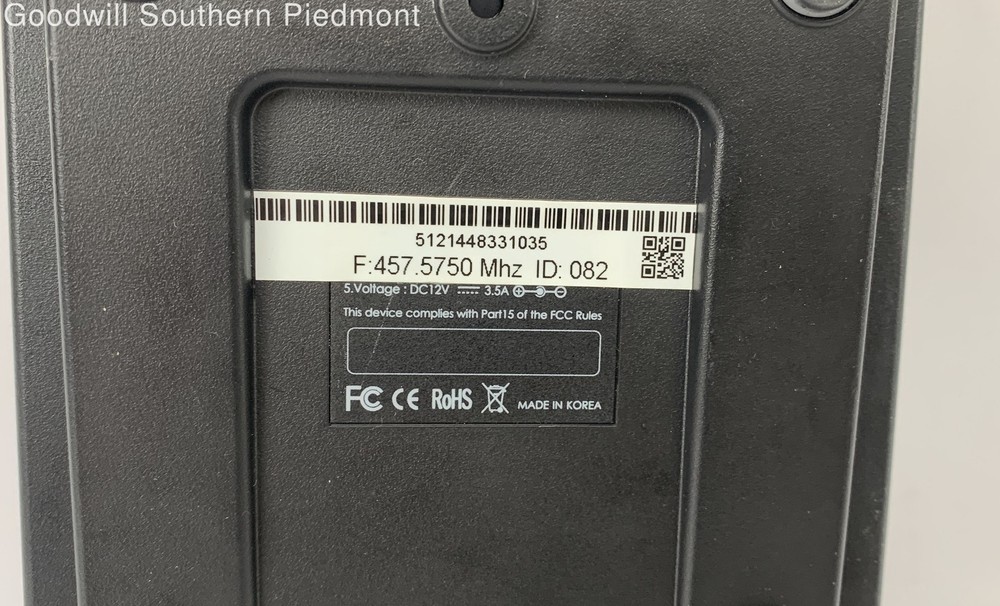 Goodwill Southern Piedmont
5121448331035
F:457.5750 Mhz ID: 082
5.Voltage : DC12V 3.5A
This device complies with Part15 of the FCC Rules
FC CE RoHS MADE IN KOREA